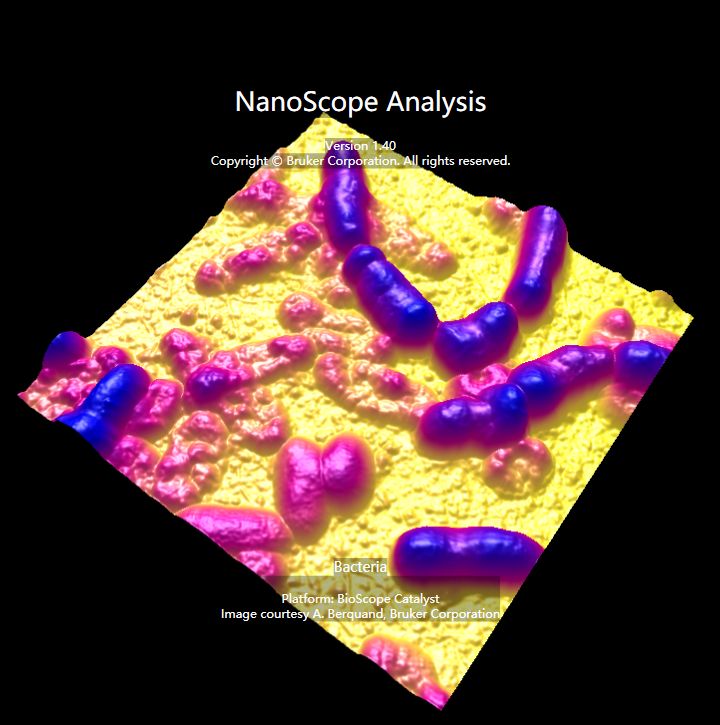 NanoScope Analysis
Version 1.40
Copyright © Bruker Corporation. All rights reserved.
Bacteria
Platform: BioScope Catalyst
Image courtesy A. Berquand, Bruker Corporation